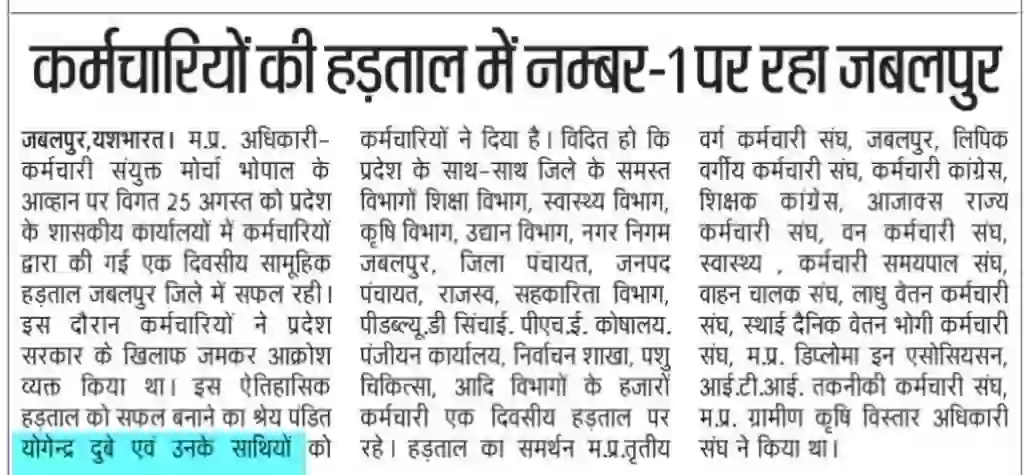 कर्मचारियों की हड़ताल में नम्बर-1 पर रहा जबलपुर
जबलपुर,यशभारत। म.प्र. अधिकारी-
कर्मचारी संयुक्त मोर्चा भोपाल के
आव्हान पर विगत 25 अगस्त को प्रदेश
के शासकीय कार्यालयों में कर्मचारियों
द्वारा की गई एक दिवसीय सामूहिक
हड़ताल जबलपुर जिले में सफल रही।
इस दौरान कर्मचारियों ने प्रदेश
सरकार के खिलाफ जमकर आक्रोश
व्यक्त किया था। इस ऐतिहासिक
हड़ताल को सफल बनाने का श्रेय पंडित
योगेन्द्र दुबे एवं उनके साथियों को
कर्मचारियों ने दिया है। विदित हो कि
प्रदेश के साथ-साथ जिले के समस्त
विभागों शिक्षा विभाग, स्वास्थ्य विभाग,
कृषि विभाग, उद्यान विभाग, नगर निगम
जबलपुर, जिला पंचायत, जनपद
पंचायत, राजस्व, सहकारिता विभाग,
पीडब्ल्यू.डी सिंचाई. पीएच.ई. कोषालय.
पंजीयन कार्यालय, निर्वाचन शाखा, पशु
चिकित्सा, आदि विभागों के हजारों
कर्मचारी एक दिवसीय हड़ताल पर
रहे। हड़ताल का समर्थन म.प्र.तृतीय
वर्ग कर्मचारी संघ, जबलपुर, लिपिक
वर्गीय कर्मचारी संघ, कर्मचारी कांग्रेस,
शिक्षक कांग्रेस, आजाक्स राज्य
कर्मचारी संघ, वन कर्मचारी संघ,
स्वास्थ्य , कर्मचारी समयपाल संघ,
वाहन चालक संघ, लाधु वेतन कर्मचारी
संघ, स्थाई दैनिक वेतन भोगी कर्मचारी
संघ, म.प्र. डिप्लोमा इन एसोसियसन,
आई.टी.आई. तकनीकी कर्मचारी संघ,
म.प्र. ग्रामीण कृषि विस्तार अधिकारी
संघ ने किया था।